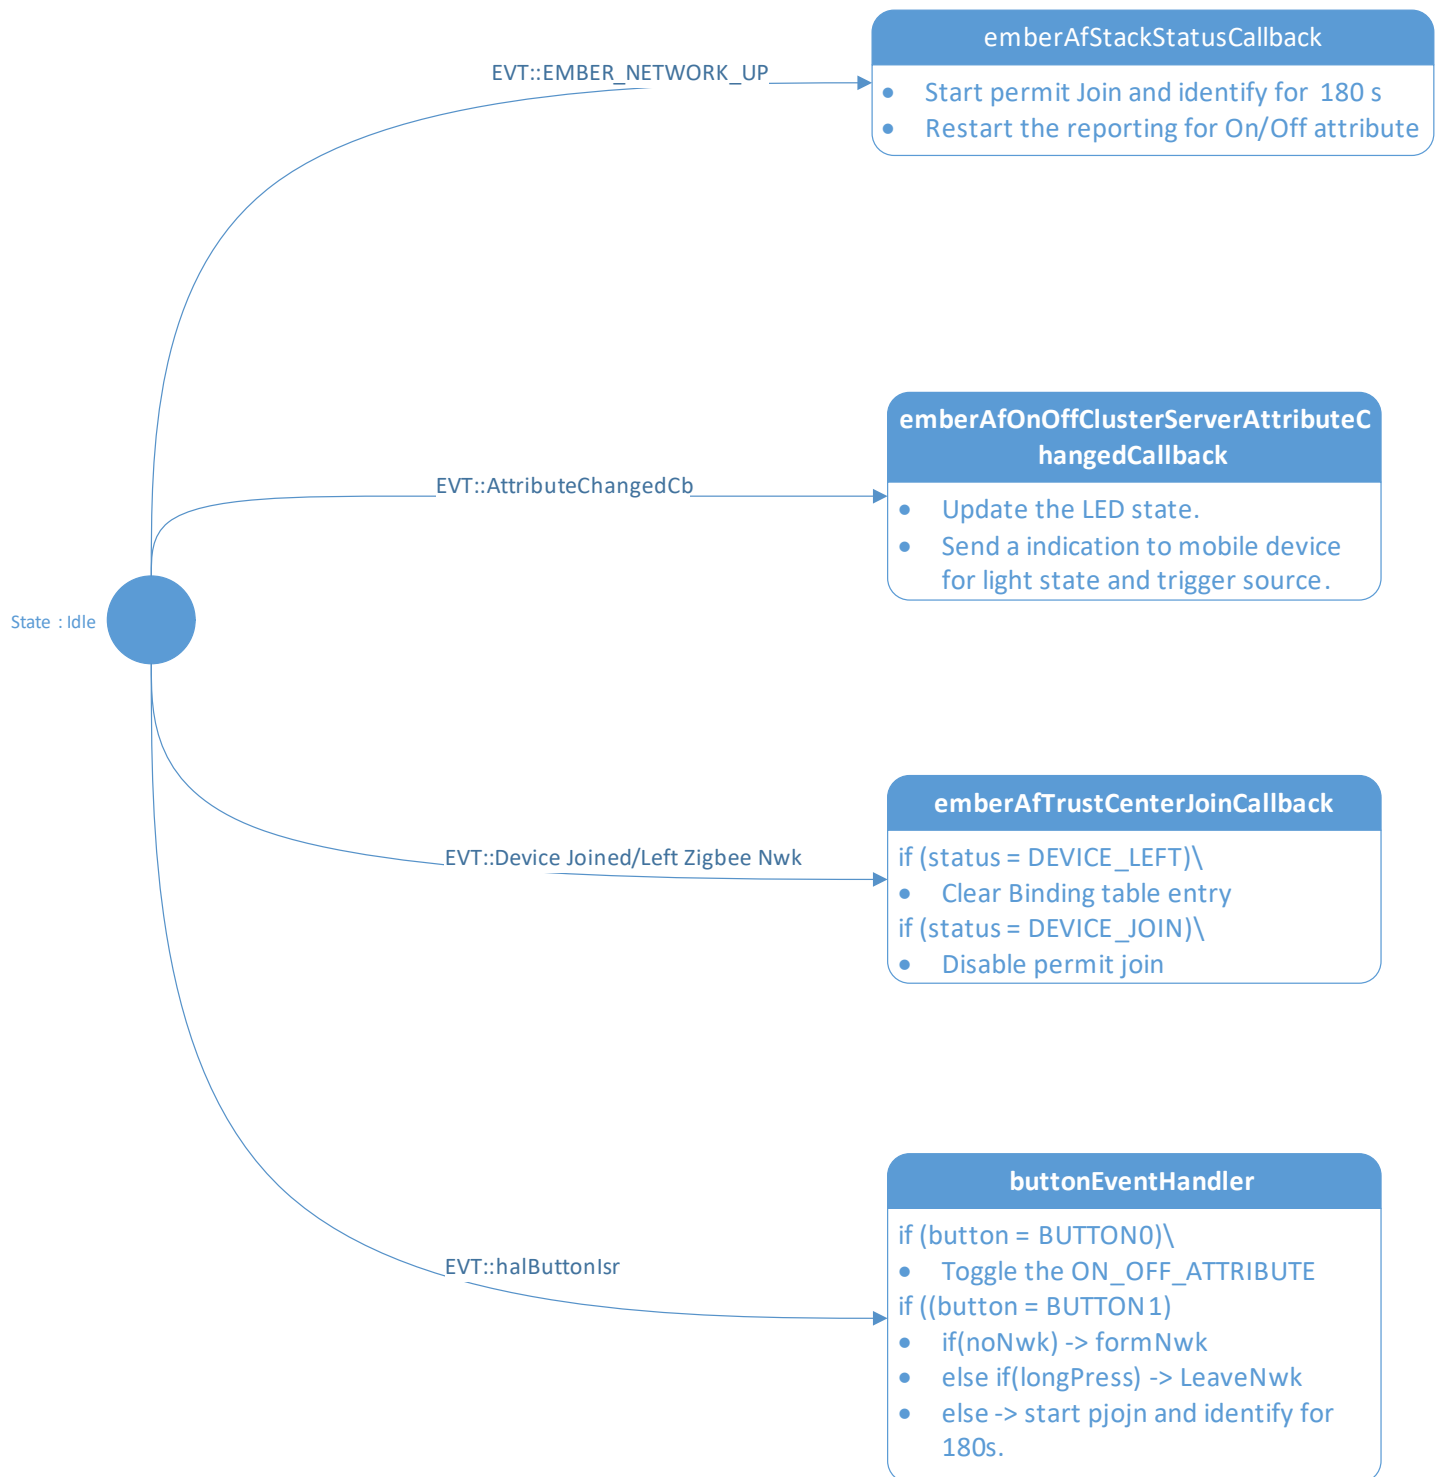 emberAfStackStatusCallback
EVT::EMBER_NETWORK_UP
• Start permit Join and identify for 180 s
• Restart the reporting for On/Off attribute
emberAfOnOffClusterServerAttributeC
hangedCallback
EVT::AttributeChangedCb
• Update the LED state.
• Send a indication to mobile device
for light state and trigger source.
State : Idle
emberAfTrustCenterJoinCallback
EVT::Device Joined/Left Zigbee Nwk
if (status = DEVICE_LEFT)\
• Clear Binding table entry
if (status = DEVICE_JOIN)\
• Disable permit join
buttonEventHandler
EVT::halButtonIsr
if (button = BUTTON0)\
• Toggle the ON_OFF_ATTRIBUTE
if ((button = BUTTON1)
• if(noNwk) -> formNwk
• else if(longPress) -> LeaveNwk
• else -> start pjojn and identify for
180s.